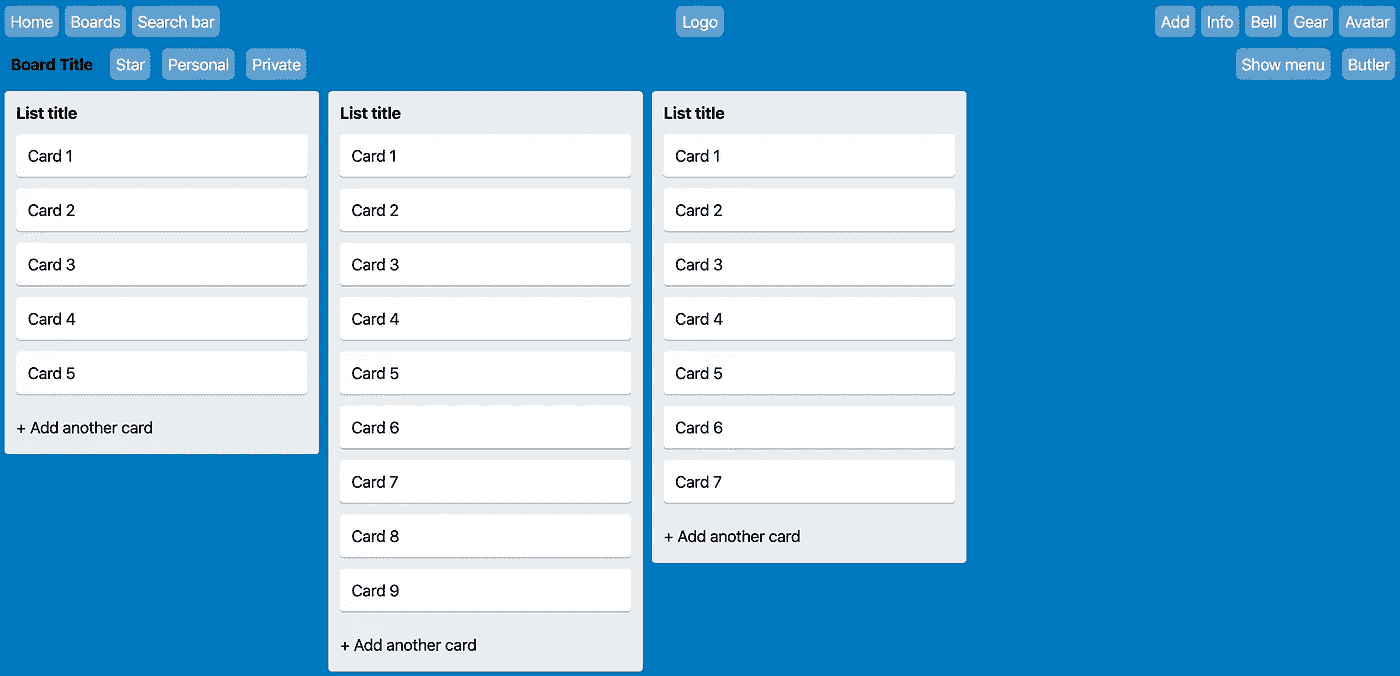 Home Boards Search bar Logo Add Info Bell Gear Avatar
Board Title Star Personal Private Show menu Butler
List title
Card 1
Card 2
Card 3
Card 4
Card 5
+ Add another card
List title
Card 1
Card 2
Card 3
Card 4
Card 5
Card 6
Card 7
Card 8
Card 9
+ Add another card
List title
Card 1
Card 2
Card 3
Card 4
Card 5
Card 6
Card 7
+ Add another card